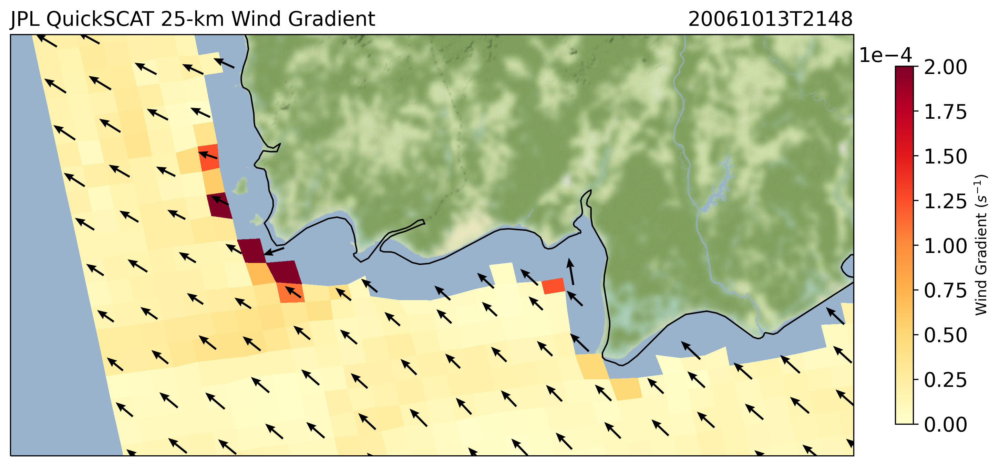 JPL QuickSCAT 25-km Wind Gradient
20061013T2148
1e−4
2.00
1.75
1.50
1.25
1.00
0.75
0.50
0.25
0.00
Wind Gradient (s⁻¹)